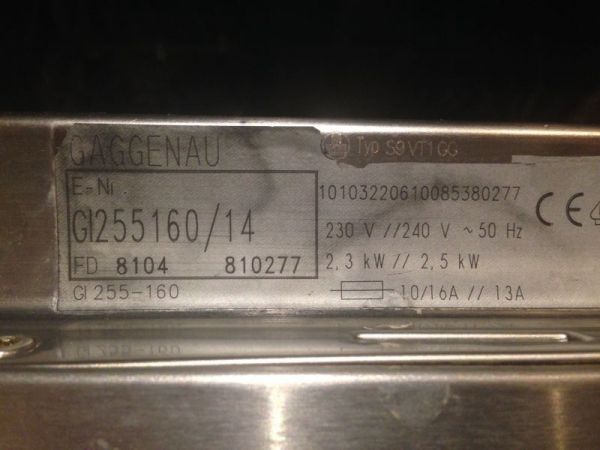 GAGGENAU
Typ S9VT1GG
E-Nr
GI255160/14
FD 8104 810277
GI 255-160
10103220610085380277
230 V // 240 V ~ 50 Hz
2,3 kW // 2,5 kW
10/16A // 13A
CE